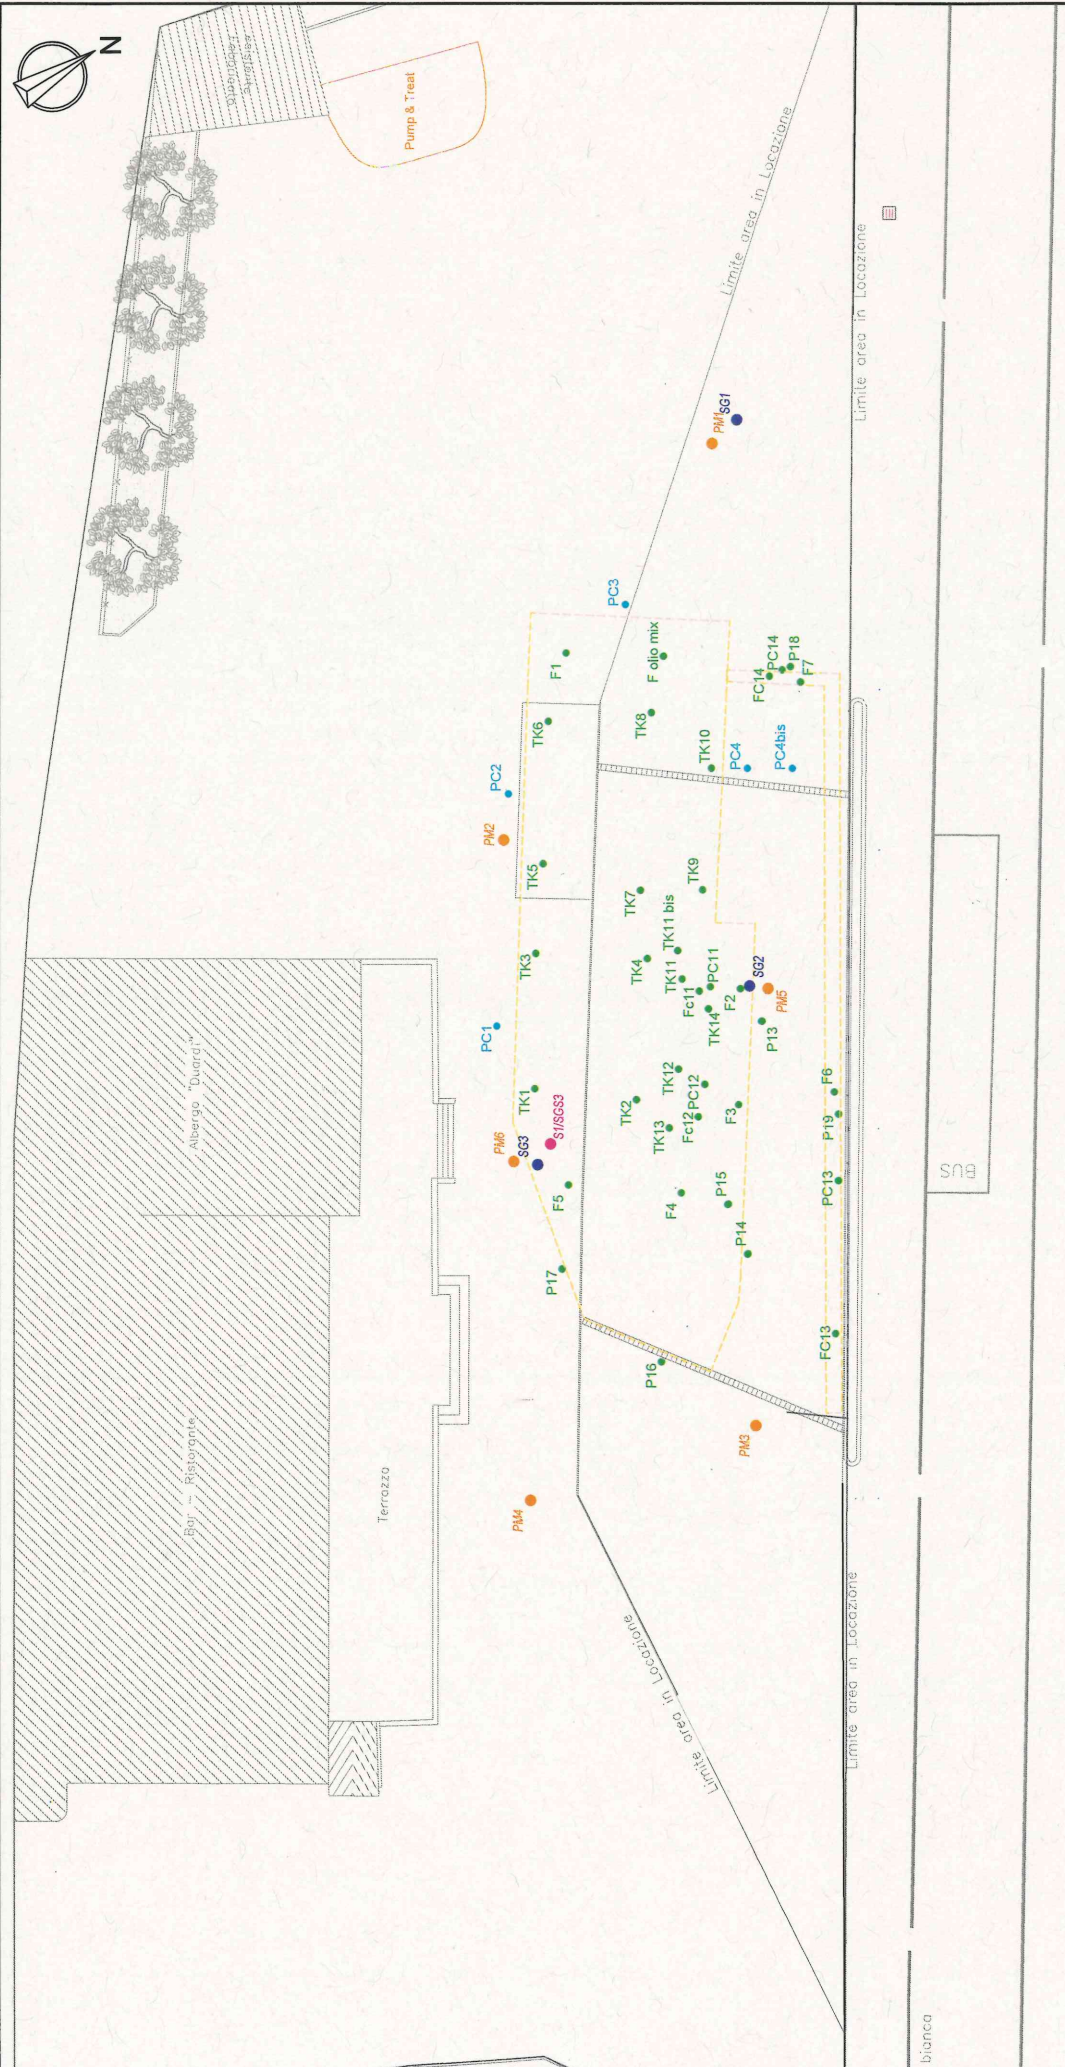 N
Fabbricato
esistente
Pump & Treat
Limite area in Locazione
Limite area in Locazione
PM1
SG1
PC3
F1
F olio mix
PC14
P18
FC14
F7
TK6
TK8
TK10
PC4
PC4bis
PC2
PM2
TK5
TK7
TK9
TK11 bis
TK3
TK4
TK11
PC11
Fc11
SG2
F2
PM5
TK14
P13
PC1
Albergo "Duardi"
TK1
TK12
PC12
F6
TK2
TK13
Fc12
F3
P19
S1/SGS3
PM6
SG3
F5
F4
P15
PC13
BUS
P14
P17
FC13
P16
PM3
PM4
Bar - Ristorante
Terrazza
Limite area in Locazione
Limite area in Locazione
bianca